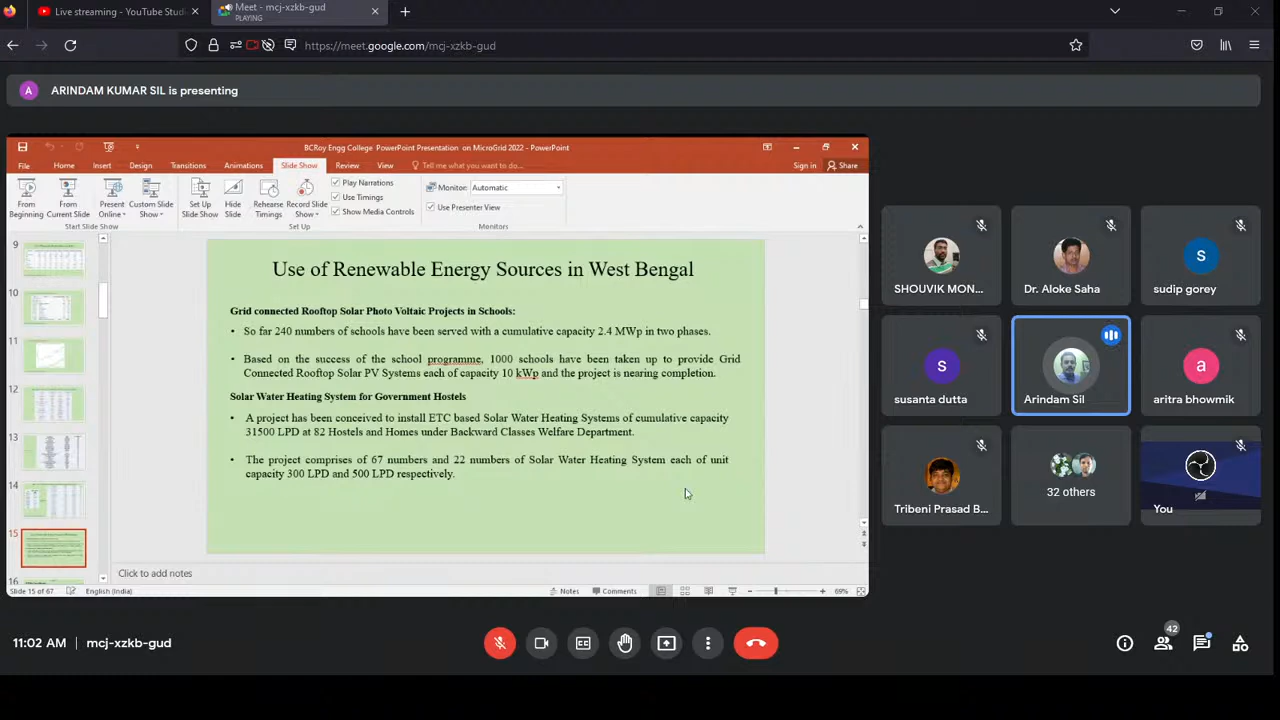 Live streaming - YouTube Stud
Meet - mcj-xzkb-gud
PLAYING
https://meet.google.com/mcj-xzkb-gud
A
ARINDAM KUMAR SIL is presenting
BCRoy Engg College PowerPoint Presentation on MicroGrid 2022 - PowerPoint
File Home Insert Design Transitions Animations Slide Show Review View Tell me what you want to do... Sign in Share
From Beginning
From Current Slide
Present Online
Custom Slide Show
Set Up Slide Show
Hide Slide
Rehearse Timings
Record Slide Show
Play Narrations
Use Timings
Show Media Controls
Monitor: Automatic
Use Presenter View
Start Slide Show
Set Up
Monitors
9
10
11
12
13
14
15
16
Use of Renewable Energy Sources in West Bengal
Grid connected Rooftop Solar Photo Voltaic Projects in Schools:
• So far 240 numbers of schools have been served with a cumulative capacity 2.4 MWp in two phases.
• Based on the success of the school programme, 1000 schools have been taken up to provide Grid
Connected Rooftop Solar PV Systems each of capacity 10 kWp and the project is nearing completion.
Solar Water Heating System for Government Hostels
• A project has been conceived to install ETC based Solar Water Heating Systems of cumulative capacity
31500 LPD at 82 Hostels and Homes under Backward Classes Welfare Department.
• The project comprises of 67 numbers and 22 numbers of Solar Water Heating System each of unit
capacity 300 LPD and 500 LPD respectively.
Click to add notes
Slide 15 of 67
English (India)
Notes
Comments
69%
SHOUVIK MON...
Dr. Aloke Saha
s
sudip gorey
s
susanta dutta
Arindam Sil
a
aritra bhowmik
Tribeni Prasad B...
32 others
You
11:02 AM | mcj-xzkb-gud
CC
42